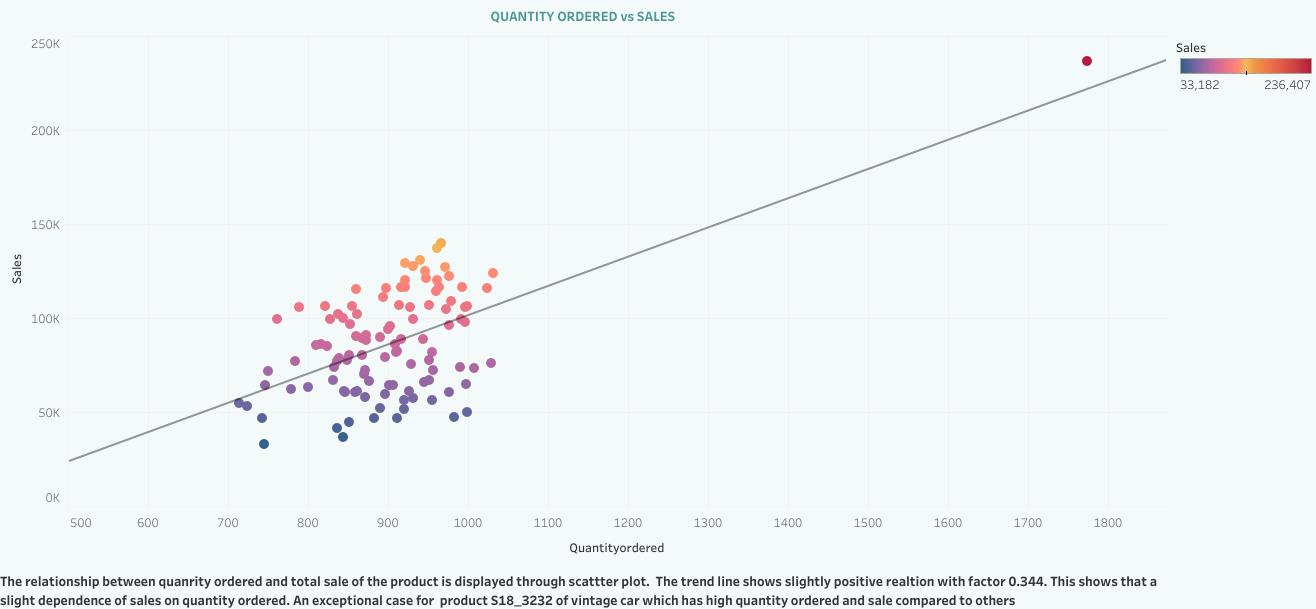 QUANTITY ORDERED vs SALES
250K
200K
150K
100K
50K
0K
Sales
500 600 700 800 900 1000 1100 1200 1300 1400 1500 1600 1700 1800
Quantityordered
Sales
33,182 236,407
The relationship between quanrity ordered and total sale of the product is displayed through scattter plot. The trend line shows slightly positive realtion with factor 0.344. This shows that a
slight dependence of sales on quantity ordered. An exceptional case for product S18_3232 of vintage car which has high quantity ordered and sale compared to others